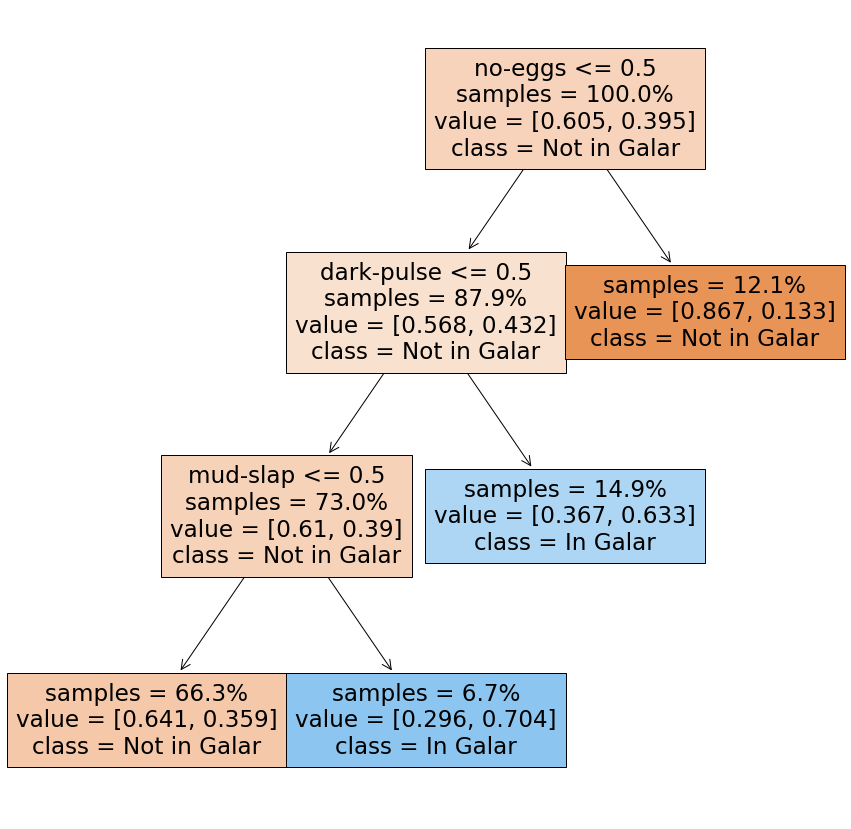 no-eggs <= 0.5
samples = 100.0%
value = [0.605, 0.395]
class = Not in Galar
dark-pulse <= 0.5
samples = 87.9%
value = [0.568, 0.432]
class = Not in Galar
samples = 12.1%
value = [0.867, 0.133]
class = Not in Galar
mud-slap <= 0.5
samples = 73.0%
value = [0.61, 0.39]
class = Not in Galar
samples = 14.9%
value = [0.367, 0.633]
class = In Galar
samples = 66.3%
value = [0.641, 0.359]
class = Not in Galar
samples = 6.7%
value = [0.296, 0.704]
class = In Galar